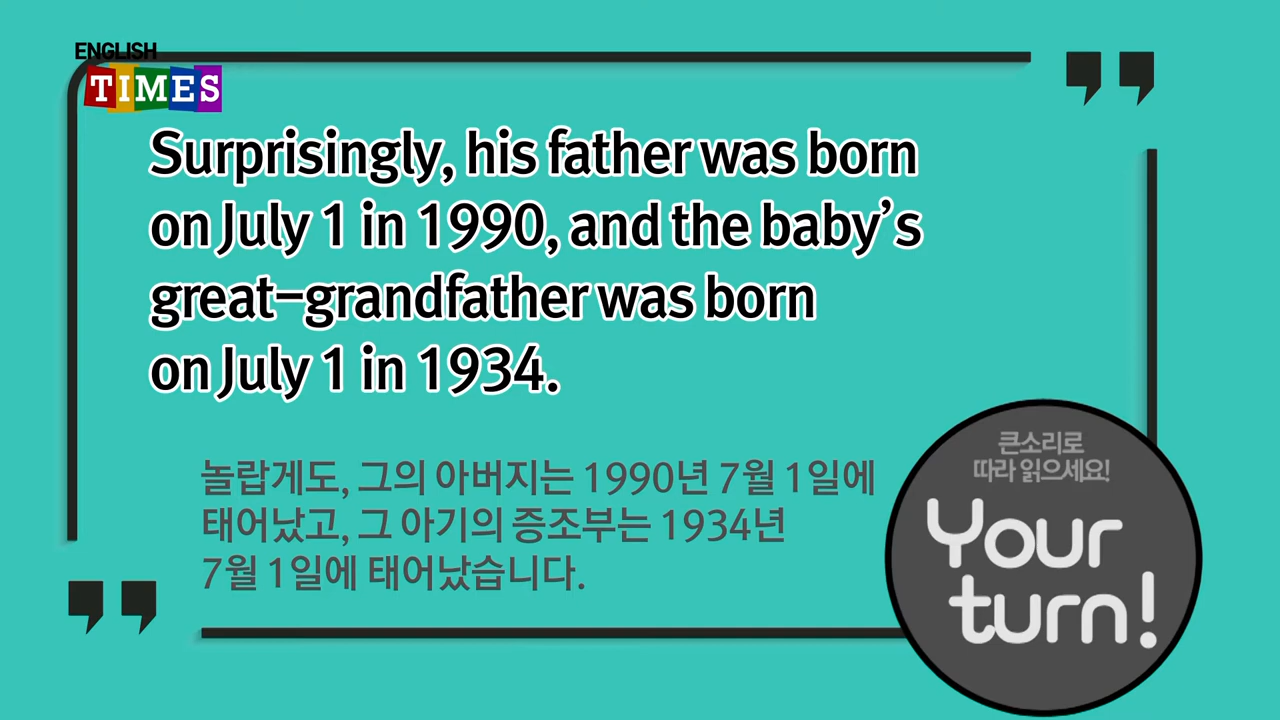 ENGLISH
TIMES
Surprisingly, his father was born
on July 1 in 1990, and the baby’s
great-grandfather was born
on July 1 in 1934.
놀랍게도, 그의 아버지는 1990년 7월 1일에
태어났고, 그 아기의 증조부는 1934년
7월 1일에 태어났습니다.
큰소리로
따라 읽으세요!
Your
turn!